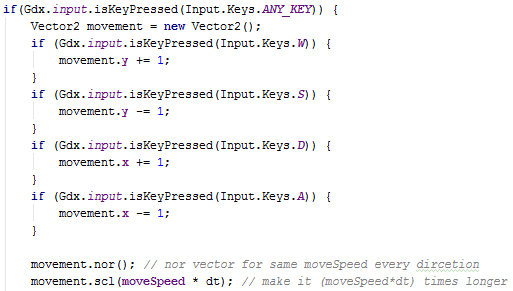 if(Gdx.input.isKeyPressed(Input.Keys.ANY_KEY)) {
    Vector2 movement = new Vector2();
    if (Gdx.input.isKeyPressed(Input.Keys.W)) {
        movement.y += 1;
    }
    if (Gdx.input.isKeyPressed(Input.Keys.S)) {
        movement.y -= 1;
    }
    if (Gdx.input.isKeyPressed(Input.Keys.D)) {
        movement.x += 1;
    }
    if (Gdx.input.isKeyPressed(Input.Keys.A)) {
        movement.x -= 1;
    }
    movement.nor(); // nor vector for same moveSpeed every dircetion
    movement.scl(moveSpeed * dt); // make it (moveSpeed*dt) times longer